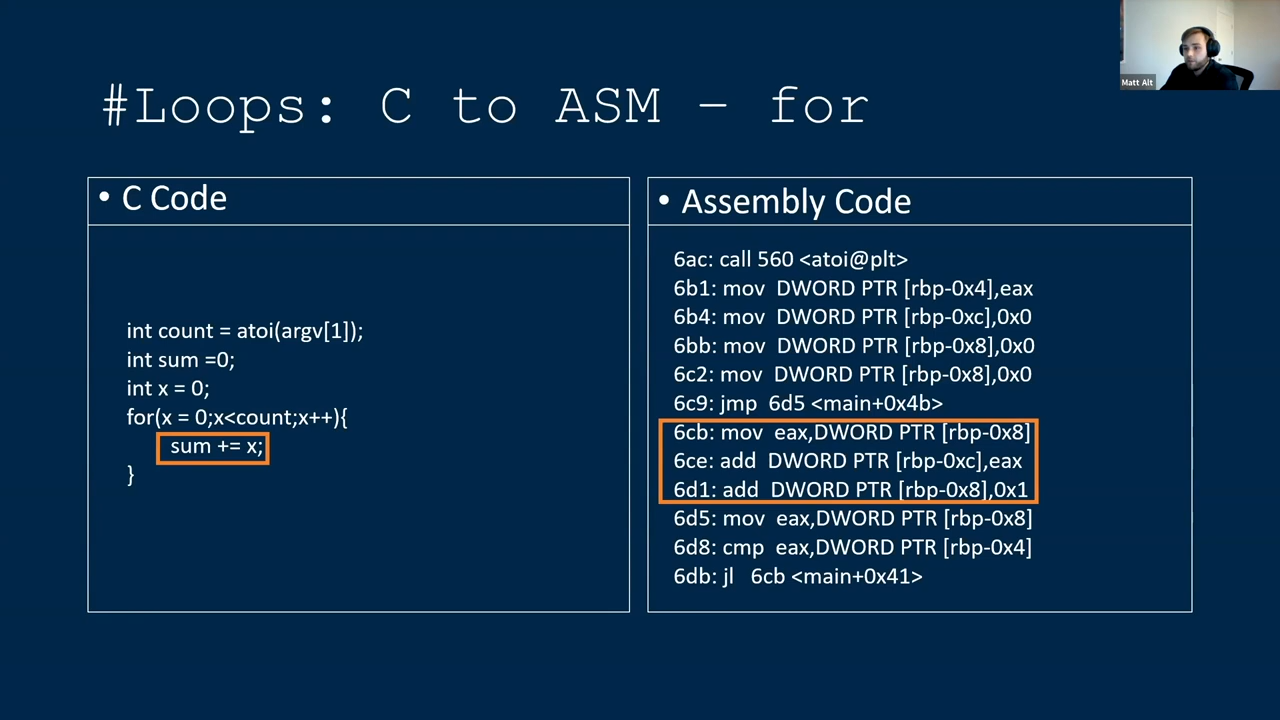 Matt Alt
#Loops: C to ASM – for
• C Code
int count = atoi(argv[1]);
int sum =0;
int x = 0;
for(x = 0;x<count;x++){
sum += x;
}
• Assembly Code
6ac: call 560 <atoi@plt>
6b1: mov  DWORD PTR [rbp-0x4],eax
6b4: mov  DWORD PTR [rbp-0xc],0x0
6bb: mov  DWORD PTR [rbp-0x8],0x0
6c2: mov  DWORD PTR [rbp-0x8],0x0
6c9: jmp  6d5 <main+0x4b>
6cb: mov  eax,DWORD PTR [rbp-0x8]
6ce: add  DWORD PTR [rbp-0xc],eax
6d1: add  DWORD PTR [rbp-0x8],0x1
6d5: mov  eax,DWORD PTR [rbp-0x8]
6d8: cmp  eax,DWORD PTR [rbp-0x4]
6db: jl   6cb <main+0x41>